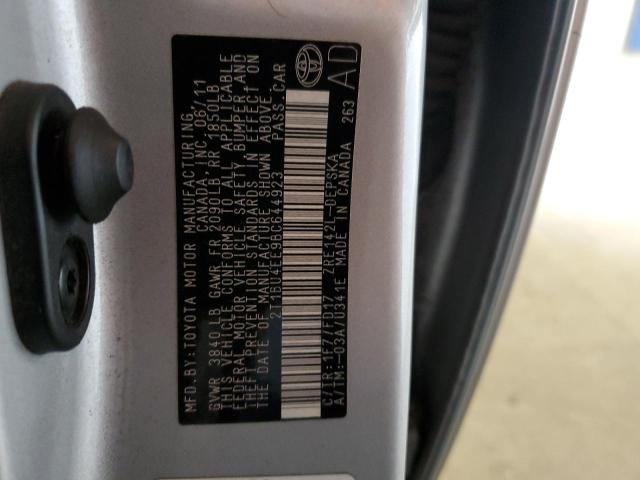 MFD.BY:TOYOTA MOTOR MANUFACTURING
CANADA, INC. 06/11
GVWR 3840 LB GAWR FR 2090 LB, RR 1850LB
THIS VEHICLE CONFORMS TO ALL APPLICABLE
FEDERAL MOTOR VEHICLE SAFETY, BUMPER, AND
THEFT PREVENTION STANDARDS IN EFFECT ON
THE DATE OF MANUFACTURE SHOWN ABOVE.
2T1BU4EE9BC644923 PASS.CAR
C/TR: 1F7/FD17 ZRE142L-DEPSKA
A/TM:-03A/U341E MADE IN CANADA 263
AD